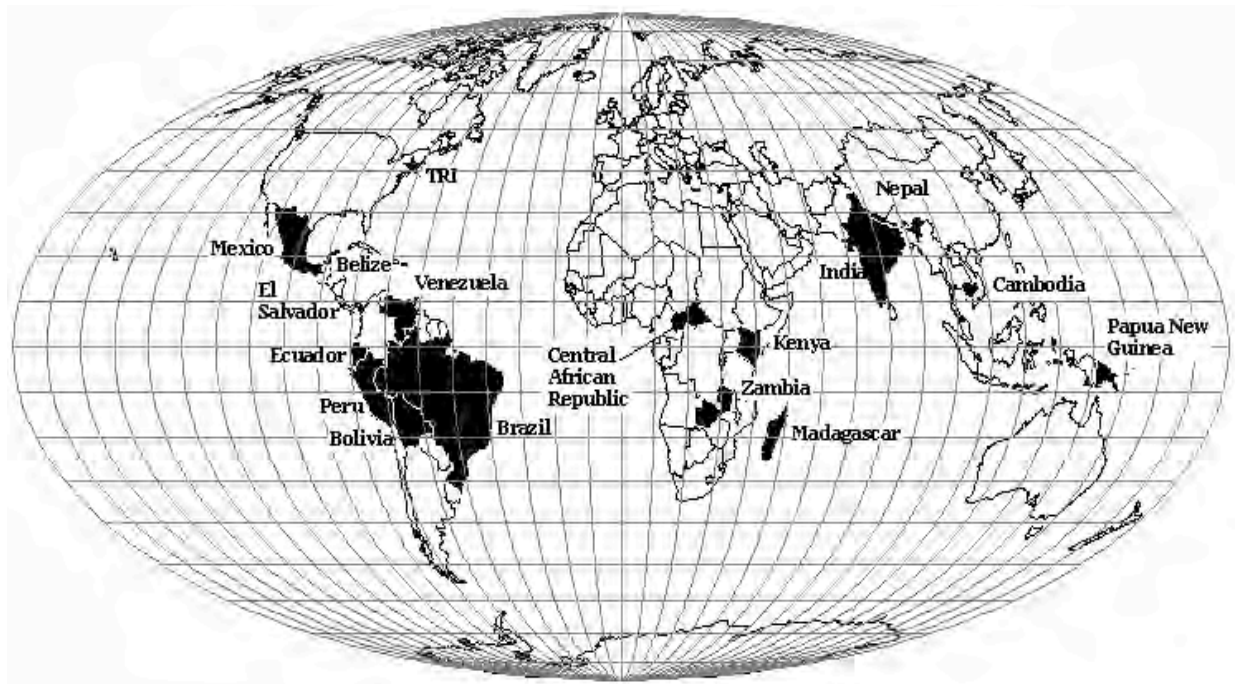 TRI
Nepal
Mexico
Belize
India
Venezuela
Cambodia
El
Salvador
Papua New
Guinea
Ecuador
Kenya
Central
African
Republic
Zambia
Peru
Brazil
Bolivia
Madagascar